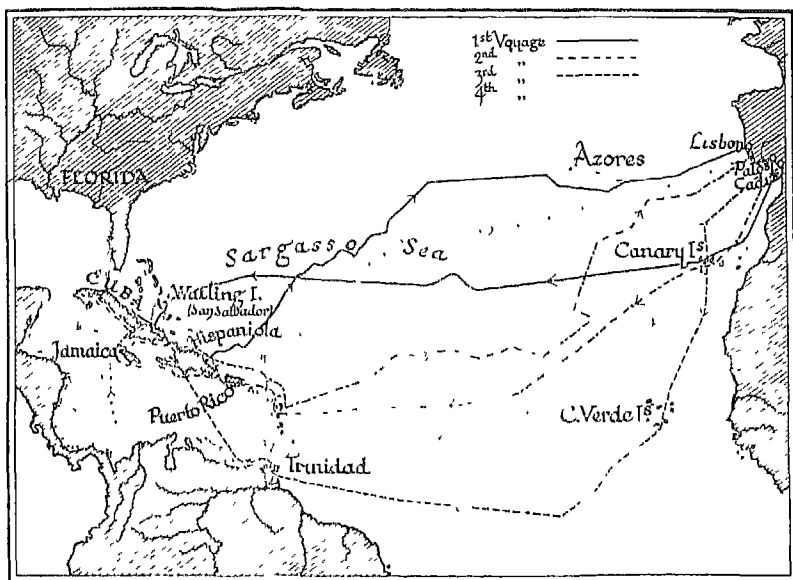 1st Voyage
2nd "
3rd "
4th "
Lisbon
Azores
Palos
Cadiz
FLORIDA
Sargasso Sea
Canary Is
CUBA
Watling I.
(San Salvador)
Hispaniola
Jamaica
Puerto Rico
C. Verde Is
Trinidad